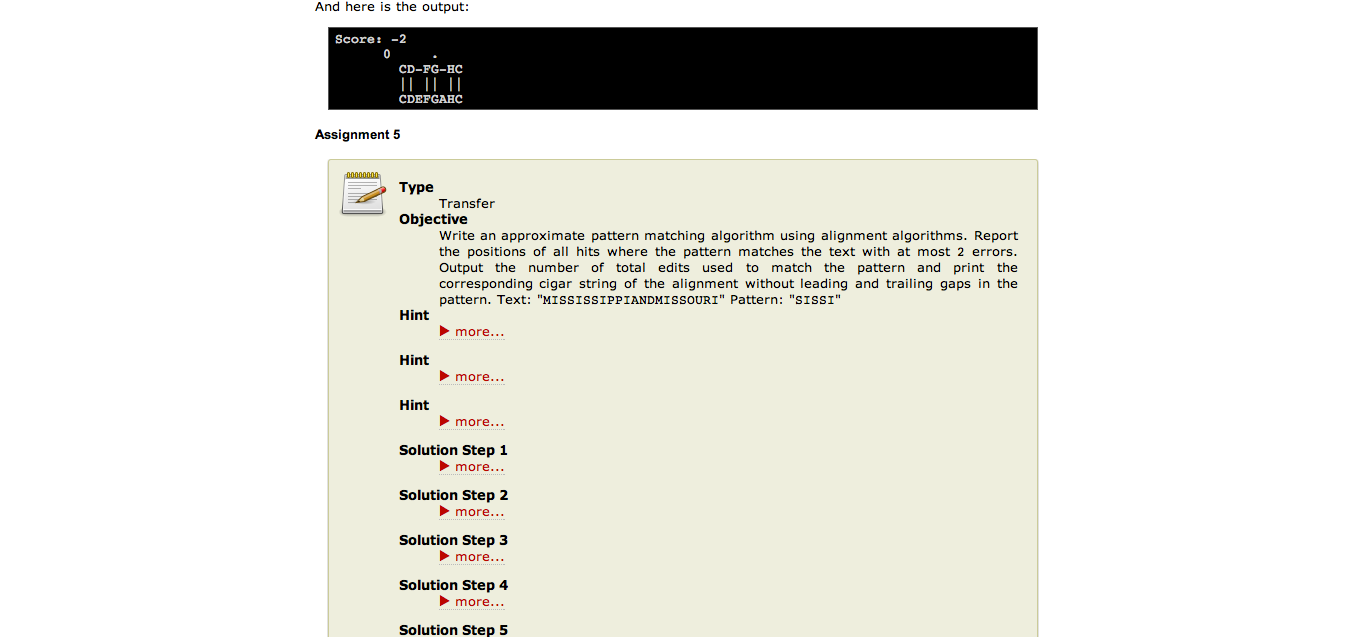 And here is the output:
Score: -2
0 .
CD-FG-HC
|| || ||
CDEFGAHC
Assignment 5
Type
Transfer
Objective
Write an approximate pattern matching algorithm using alignment algorithms. Report
the positions of all hits where the pattern matches the text with at most 2 errors.
Output the number of total edits used to match the pattern and print the
corresponding cigar string of the alignment without leading and trailing gaps in the
pattern. Text: "MISSISSIPPIANDMISSOURI" Pattern: "SISSI"
Hint
▶ more...
Hint
▶ more...
Hint
▶ more...
Solution Step 1
▶ more...
Solution Step 2
▶ more...
Solution Step 3
▶ more...
Solution Step 4
▶ more...
Solution Step 5